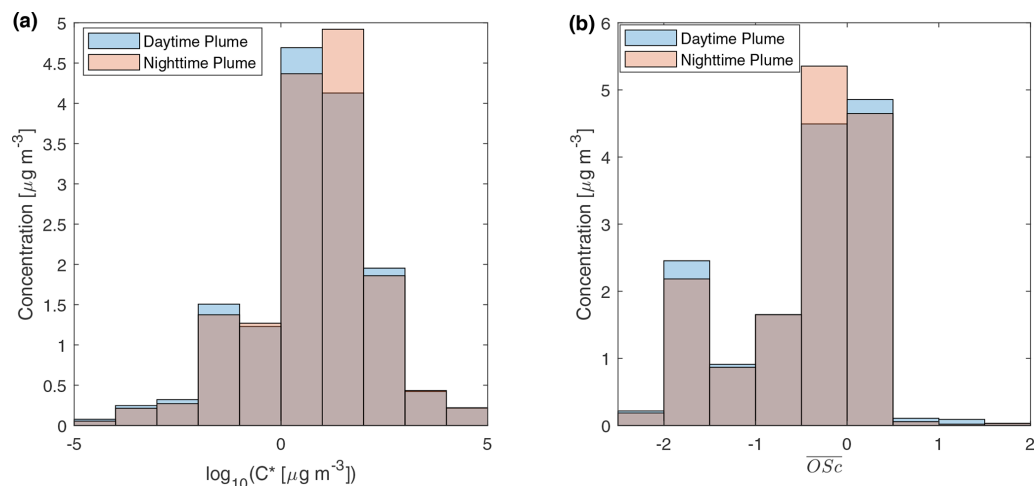 (a)
5
4.5
4
3.5
3
2.5
2
1.5
1
0.5
0
Concentration [μg m⁻³]
Daytime Plume
Nighttime Plume
-5 0 5
log₁₀(C* [μg m⁻³])
(b)
6
5
4
3
2
1
0
Concentration [μg m⁻³]
Daytime Plume
Nighttime Plume
-2 -1 0 1 2
OSc